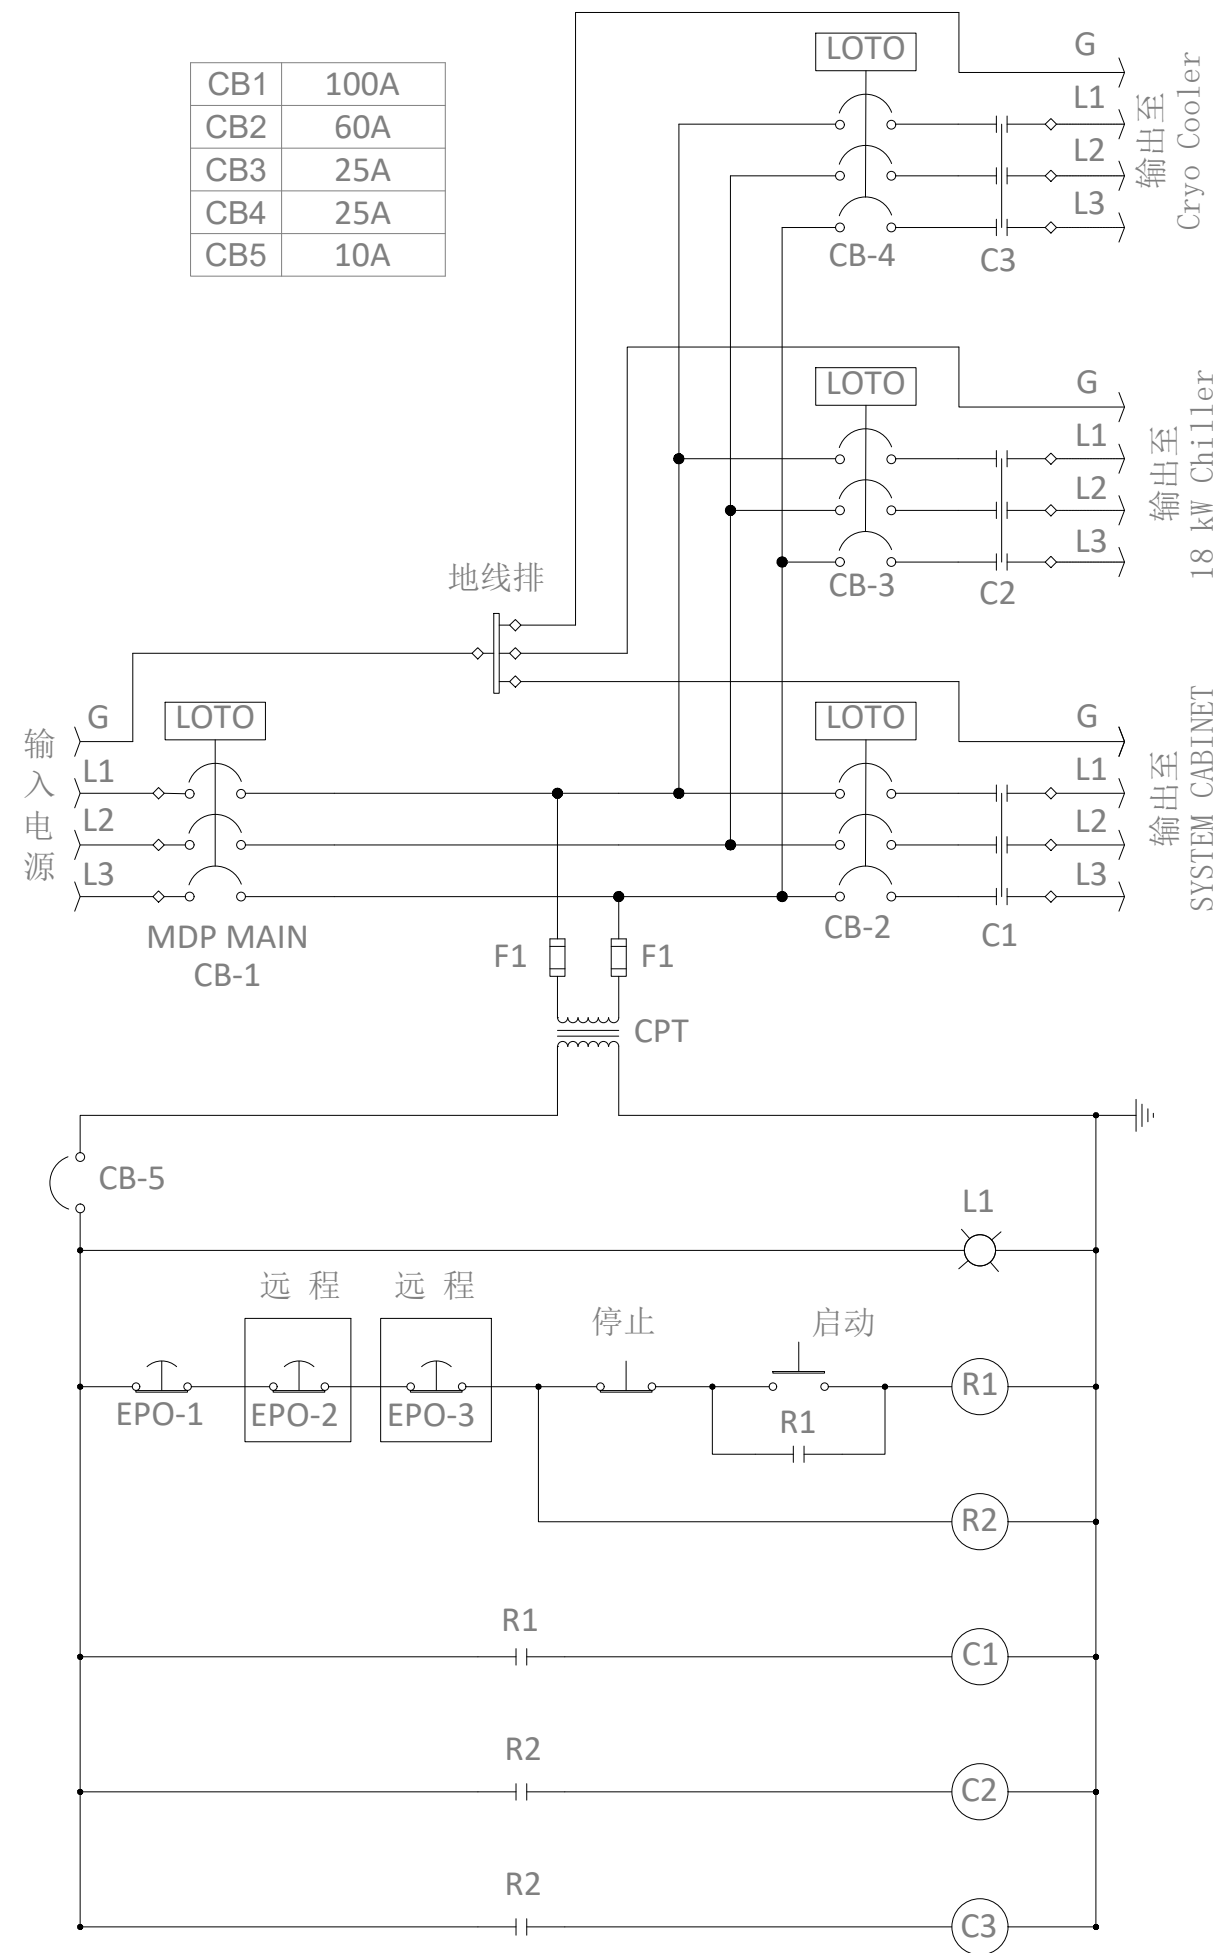 CB1 100A
CB2 60A
CB3 25A
CB4 25A
CB5 10A
LOTO
G
L1
L2
L3
CB-4
C3
输出至
Cryo Cooler
LOTO
G
L1
L2
L3
CB-3
C2
输出至
18 kW Chiller
地线排
输入电源
G
L1
L2
L3
LOTO
MDP MAIN
CB-1
LOTO
G
L1
L2
L3
CB-2
C1
输出至
SYSTEM CABINET
F1
F1
CPT
CB-5
L1
远程
远程
停止
启动
EPO-1
EPO-2
EPO-3
R1
R1
R2
R1
C1
R2
C2
R2
C3